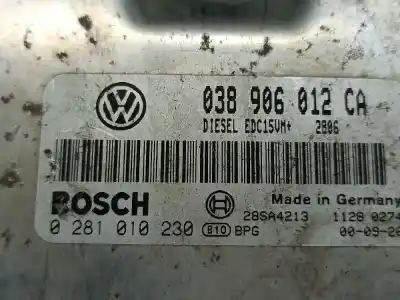 038 906 012 CA
DIESEL EDC15VM+ 2806
BOSCH
Made in Germany
28SA4213 1128 0274
0 281 010 230 810 BPG 00-09-28